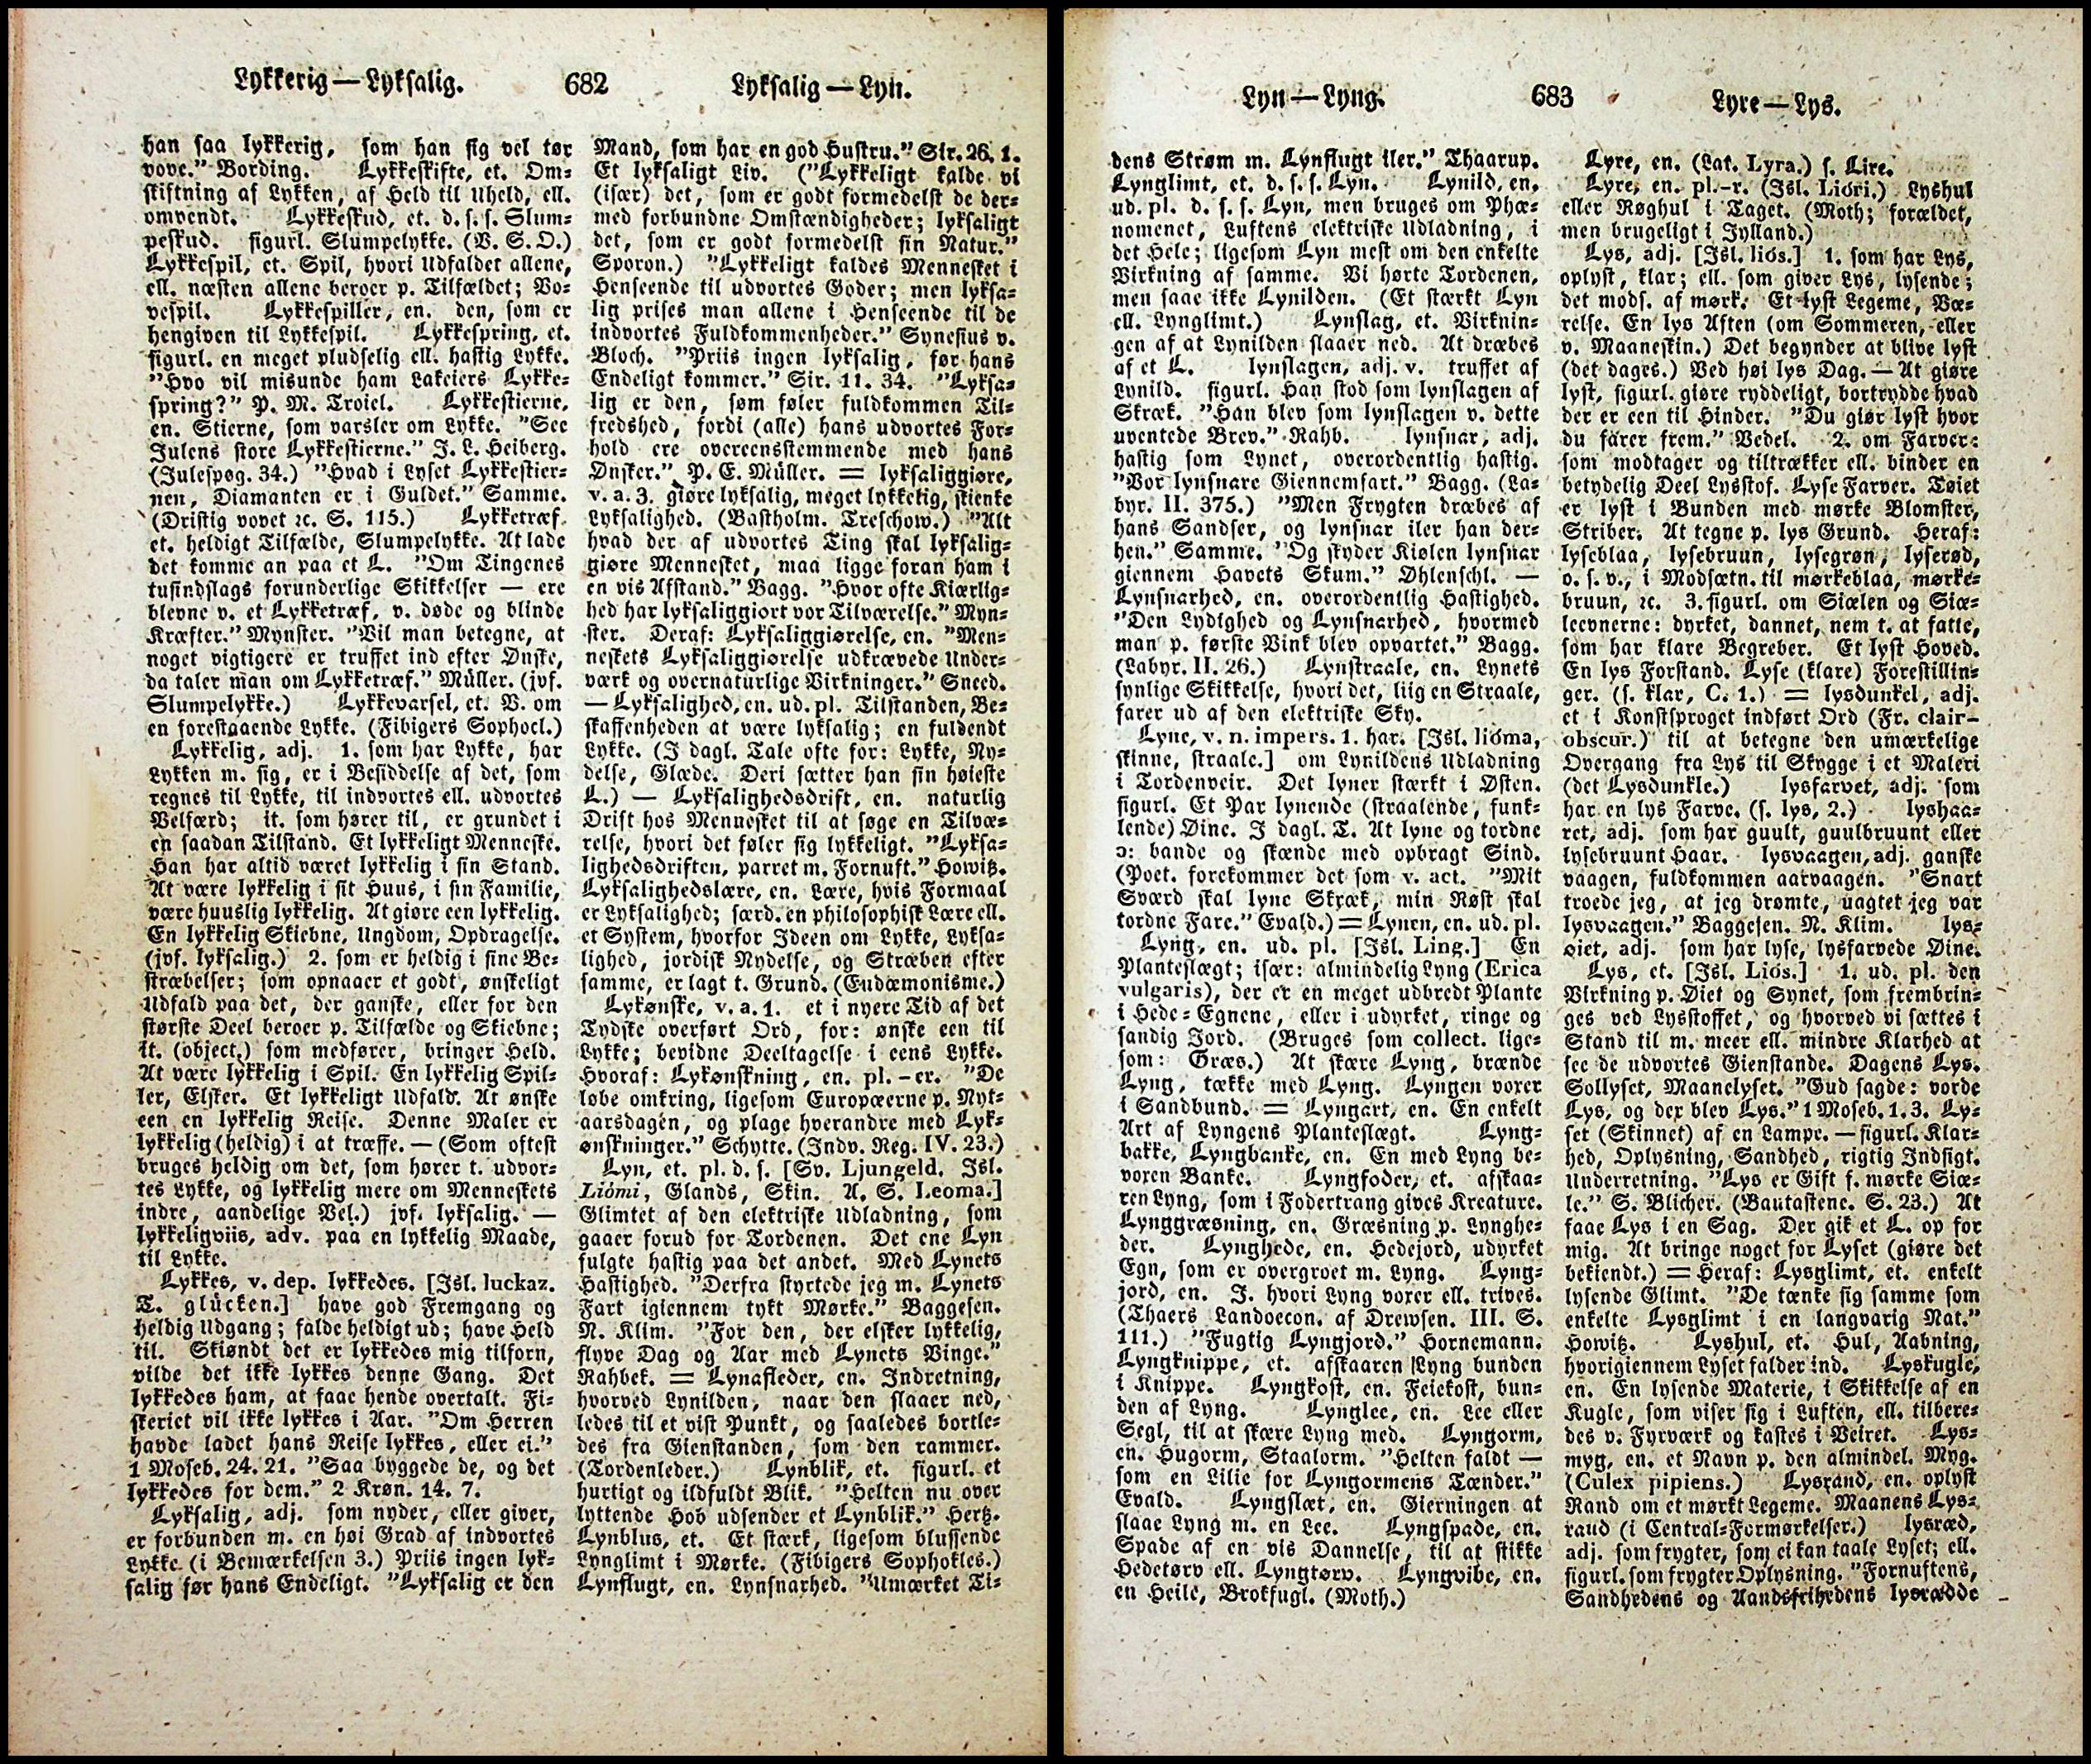 Lykkerig — Lyksalig. 682 Lyksalig — Lyn.
han saa lykkerig, som han sig vel tør
vove." Bording. Lykkeskifte, et. Om=
skiftning af Lykken, af Held til Uheld, ell.
omvendt. Lykkeskud, et. d. s. s. Slum=
peskud. figurl. Slumpelykke. (V. S. O.)
Lykkespil, et. Spil, hvori Udfaldet allene,
ell. næsten allene beroer p. Tilfældet; Vo=
vespil. Lykkespiller, en. den, som er
hengiven til Lykkespil. Lykkespring, et.
figurl. en meget pludselig ell. hastig Lykke.
"Hvo vil misunde ham Lakeiers Lykke=
spring?" P. M. Troiel. Lykkestierne,
en. Stierne, som varsler om Lykke. "See
Julens store Lykkestierne." J. L. Heiberg.
(Julespøg. 34.) "Hvad i Lyset Lykkestier=
nen, Diamanten er i Guldet." Samme.
(Dristig vovet ꝛc. S. 115.) Lykketræf.
et. heldigt Tilfælde, Slumpelykke. At lade
det komme an paa et L. "Om Tingenes
tusindslags forunderlige Skikkelser — ere
blevne v. et Lykketræf, v. døde og blinde
Kræfter." Mynster. "Vil man betegne, at
noget vigtigere er truffet ind efter Ønske,
da taler man om Lykketræf." Müller. (jvf.
Slumpelykke.) Lykkevarsel, et. V. om
en forestaaende Lykke. (Fibigers Sophocl.)
Lykkelig, adj. 1. som har Lykke, har
Lykken m. sig, er i Besiddelse af det, som
regnes til Lykke, til indvortes ell. udvortes
Velfærd; it. som hører til, er grundet i
en saadan Tilstand. Et lykkeligt Menneske.
Han har altid været lykkelig i sin Stand.
At være lykkelig i sit Huus, i sin Familie,
være huuslig lykkelig. At giøre een lykkelig.
En lykkelig Skiebne, Ungdom, Opdragelse.
(jvf. lyksalig.) 2. som er heldig i sine Be=
stræbelser; som opnaaer et godt, ønskeligt
Udfald paa det, der ganske, eller for den
største Deel beroer p. Tilfælde og Skiebne;
it. (object.) som medfører, bringer Held.
At være lykkelig i Spil. En lykkelig Spil=
ler, Elsker. Et lykkeligt Udfald. At ønske
een en lykkelig Reise. Denne Maler er
lykkelig (heldig) i at træffe. — (Som oftest
bruges heldig om det, som hører t. udvor=
tes Lykke, og lykkelig mere om Menneskets
indre, aandelige Vel.) jvf. lyksalig. —
lykkeligviis, adv. paa en lykkelig Maade,
til Lykke.
Lykkes, v. dep. lykkedes. [Isl. luckaz.
T. glücken.] have god Fremgang og
heldig Udgang; falde heldigt ud; have Held
til. Skiøndt det er lykkedes mig tilforn,
vilde det ikke lykkes denne Gang. Det
lykkedes ham, at faae hende overtalt. Fi=
skeriet vil ikke lykkes i Aar. "Om Herren
havde ladet hans Reise lykkes, eller ei."
1 Moseb. 24. 21. "Saa byggede de, og det
lykkedes for dem." 2 Krøn. 14. 7.
Lyksalig, adj. som nyder, eller giver,
er forbunden m. en høi Grad af indvortes
Lykke (i Bemærkelsen 3.) Priis ingen lyk=
salig før hans Endeligt. "Lyksalig er den
Mand, som har en god Hustru." Sir. 26. 1.
Et lyksaligt Liv. ("Lykkeligt kalde vi
(især) det, som er godt formedelst de der=
med forbundne Omstændigheder; lyksaligt
det, som er godt formedelst sin Natur."
Sporon.) "Lykkeligt kaldes Mennesket i
Henseende til udvortes Goder; men lyksa=
lig prises man allene i Henseende til de
indvortes Fuldkommenheder." Synesius v.
Bloch. "Priis ingen lyksalig, før hans
Endeligt kommer." Sir. 11. 34. "Lyksa=
lig er den, som føler fuldkommen Til=
fredshed, fordi (alle) hans udvortes For=
hold ere overeensstemmende med hans
Ønsker." P. E. Müller. = lyksaliggiøre,
v. a. 3. giøre lyksalig, meget lykkelig, skienke
Lyksalighed. (Bastholm. Treschow.) "Alt
hvad der af udvortes Ting skal lyksalig=
giøre Mennesket, maa ligge foran ham i
en vis Afstand." Bagg. "Hvor ofte Kiærlig=
hed har lyksaliggiort vor Tilværelse." Myn=
ster. Deraf: Lyksaliggiørelse, en. "Men=
neskets Lyksaliggiørelse udkrævede Under=
værk og overnaturlige Virkninger." Sneed.
— Lyksalighed, en. ud. pl. Tilstanden, Be=
skaffenheden at være lyksalig; en fuldendt
Lykke. (I dagl. Tale ofte for: Lykke, Ny=
delse, Glæde. Deri sætter han sin høieste
L.) — Lyksalighedsdrift, en. naturlig
Drift hos Mennesket til at søge en Tilvæ=
relse, hvori det føler sig lykkeligt. "Lyksa=
lighedsdriften, parret m. Fornuft." Howitz.
Lyksalighedslære, en. Lære, hvis Formaal
er Lyksalighed; særd. en philosophisk Lære ell.
et System, hvorfor Ideen om Lykke, Lyksa=
lighed, jordisk Nydelse, og Stræben efter
samme, er lagt t. Grund. (Eudæmonisme.)
Lykønske, v. a. 1. et i nyere Tid af det
Tydske overført Ord, for: ønske een til
Lykke; bevidne Deeltagelse i eens Lykke.
Hvoraf: Lykønskning, en. pl. -er. "De
løbe omkring, ligesom Europæerne p. Nyt=
aarsdagen, og plage hverandre med Lyk=
ønskninger." Schytte. (Indv. Reg. IV. 23.)
Lyn, et. pl. d. s. [Sv. Ljungeld. Isl.
Liómi, Glands, Skin. A. S. Leoma.]
Glimtet af den elektriske Udladning, som
gaaer forud for Tordenen. Det ene Lyn
fulgte hastig paa det andet. Med Lynets
Hastighed. "Derfra styrtede jeg m. Lynets
Fart igiennem tykt Mørke." Baggesen.
N. Klim. "For den, der elsker lykkelig,
flyve Dag og Aar med Lynets Vinge."
Rahbek. = Lynafleder, en. Indretning,
hvorved Lynilden, naar den slaaer ned,
ledes til et vist Punkt, og saaledes bortle=
des fra Gienstanden, som den rammer.
(Tordenleder.) Lynblik, et. figurl. et
hurtigt og ildfuldt Blik. "Helten nu over
lyttende Hob udsender et Lynblik." Hertz.
Lynblus, et. Et stærk, ligesom blussende
Lynglimt i Mørke. (Fibigers Sophokles.)
Lynflugt, en. Lynsnarhed. "Umærket Ti=
Lyn — Lyng. 683 Lyre — Lys.
dens Strøm m. Lynflugt iler." Thaarup.
Lynglimt, et. d. s. s. Lyn. Lynild, en,
ud. pl. d. s. s. Lyn, men bruges om Phæ=
nomenet, Luftens elektriske Udladning, i
det Hele; ligesom Lyn mest om den enkelte
Virkning af samme. Vi hørte Tordenen,
men saae ikke Lynilden. (Et stærkt Lyn
ell. Lynglimt.) Lynslag, et. Virknin=
gen af at Lynilden slaaer ned. At dræbes
af et L. lynslagen, adj. v. truffet af
Lynild. figurl. Han stod som lynslagen af
Skræk. "Han blev som lynslagen v. dette
uventede Brev." Rahb. lynsnar, adj.
hastig som Lynet, overordentlig hastig.
"Vor lynsnare Giennemfart." Bagg. (La=
byr. II. 375.) "Men Frygten dræbes af
hans Sandser, og lynsnar iler han der=
hen." Samme. "Og skyder Kiølen lynsnar
giennem Havets Skum." Øhlenschl. —
Lynsnarhed, en. overordentlig Hastighed.
"Den Lydighed og Lynsnarhed, hvormed
man p. første Vink blev opvartet." Bagg.
(Labyr. II. 26.) Lynstraale, en. Lynets
synlige Skikkelse, hvori det, liig en Straale,
farer ud af den elektriske Sky.
Lyne, v. n. impers. 1. har. [Isl. lióma,
skinne, straale.] om Lynildens Udladning
i Tordenveir. Det lyner stærkt i Østen.
figurl. Et Par lynende (straalende, funk=
lende) Øine. I dagl. T. At lyne og tordne
ɔ: bande og skænde med opbragt Sind.
(Poet. forekommer det som v. act. "Mit
Sværd skal lyne Skræk, min Røst skal
tordne Fare." Evald.) = Lynen, en. ud. pl.
Lyng, en. ud. pl. [Isl. Ling.] En
Planteslægt; især: almindelig Lyng (Erica
vulgaris), der er en meget udbredt Plante
i Hede=Egnene, eller i udyrket, ringe og
sandig Jord. (Bruges som collect. lige=
som: Græs.) At skære Lyng, brænde
Lyng, tække med Lyng. Lyngen voxer
i Sandbund. = Lyngart, en. En enkelt
Art af Lyngens Planteslægt. Lyng=
bakke, Lyngbanke, en. En med Lyng be=
voxen Banke. Lyngfoder, et. afskaa=
ren Lyng, som i Fodertrang gives Kreature.
Lynggræsning, en. Græsning p. Lynghe=
der. Lynghede, en. Hedejord, udyrket
Egn, som er overgroet m. Lyng. Lyng=
jord, en. J. hvori Lyng voxer ell. trives.
(Thaers Landoecon. af Drewsen. III. S.
111.) "Fugtig Lyngjord." Hornemann.
Lyngknippe, et. afskaaren Lyng bunden
i Knippe. Lyngkost, en. Feiekost, bun=
den af Lyng. Lynglee, en. Lee eller
Segl, til at skære Lyng med. Lyngorm,
en. Hugorm, Staalorm. "Helten faldt —
som en Lilie for Lyngormens Tænder."
Evald. Lyngslæt, en. Gierningen at
slaae Lyng m. en Lee. Lyngspade, en.
Spade af en vis Dannelse, til at stikke
Hedetørv ell. Lyngtørv. Lyngvibe, en.
en Heile, Brokfugl. (Moth.)
Lyre, en. (Lat. Lyra.) s. Lire.
Lyre, en. pl.-r. (Isl. Lióri.) Lyshul
eller Røghul i Taget. (Moth; forældet,
men brugeligt i Jylland.)
Lys, adj. [Isl. liós.] 1. som har Lys,
oplyst, klar; ell. som giver Lys, lysende;
det mods. af mørk. Et lyst Legeme, Væ=
relse. En lys Aften (om Sommeren, eller
v. Maaneskin.) Det begynder at blive lyst
(det dages.) Ved høi lys Dag. — At giøre
lyst, figurl. giøre ryddeligt, bortrydde hvad
der er een til Hinder. "Du giør lyst hvor
du farer frem." Vedel. 2. om Farver:
som modtager og tiltrækker ell. binder en
betydelig Deel Lysstof. Lyse Farver. Tøiet
er lyst i Bunden med mørke Blomster,
Striber. At tegne p. lys Grund. Heraf:
lyseblaa, lysebruun, lysegrøn, lyserød,
o. s. v., i Modsætn. til mørkeblaa, mørke=
bruun, ꝛc. 3. figurl. om Siælen og Siæ=
leevnerne: dyrket, dannet, nem t. at fatte,
som har klare Begreber. Et lyst Hoved.
En lys Forstand. Lyse (klare) Forestillin=
ger. (s. klar, C. 1.) = lysdunkel, adj.
et i Konstsproget indført Ord (Fr. clair-
obscur.) til at betegne den umærkelige
Overgang fra Lys til Skygge i et Maleri
(det Lysdunkle.) lysfarvet, adj. som
har en lys Farve. (s. lys, 2.) lyshaa=
ret, adj. som har guult, guulbruunt eller
lysebruunt Haar. lysvaagen, adj. ganske
vaagen, fuldkommen aarvaagen. "Snart
troede jeg, at jeg drømte, uagtet jeg var
lysvaagen." Baggesen. N. Klim. lys=
øiet, adj. som har lyse, lysfarvede Øine.
Lys, et. [Isl. Liós.] 1. ud. pl. den
Virkning p. Øiet og Synet, som frembrin=
ges ved Lysstoffet, og hvorved vi sættes i
Stand til m. meer ell. mindre Klarhed at
see de udvortes Gienstande. Dagens Lys.
Sollyset, Maanelyset. "Gud sagde: vorde
Lys, og der blev Lys." 1 Moseb. 1. 3. Ly=
set (Skinnet) af en Lampe. — figurl. Klar=
hed, Oplysning, Sandhed, rigtig Indsigt.
Underretning. "Lys er Gift f. mørke Siæ=
le." S. Blicher. (Bautastene. S. 23.) At
faae Lys i en Sag. Der gik et L. op for
mig. At bringe noget for Lyset (giøre det
bekiendt.) = Heraf: Lysglimt, et. enkelt
lysende Glimt. "De tænke sig samme som
enkelte Lysglimt i en langvarig Nat."
Howitz. Lyshul, et. Hul, Aabning,
hvorigiennem Lyset falder ind. Lyskugle,
en. En lysende Materie, i Skikkelse af en
Kugle, som viser sig i Luften, ell. tilbere=
des v. Fyrværk og kastes i Veiret. Lys=
myg, en. et Navn p. den almindel. Myg.
(Culex pipiens.) Lysrand, en. oplyst
Rand om et mørkt Legeme. Maanens Lys=
rand (i Central=Formørkelser.) lysræd,
adj. som frygter, som ei kan taale Lyset; ell.
figurl. som frygter Oplysning. "Fornuftens,
Sandhedens og Aandsfrihedens lysrædde